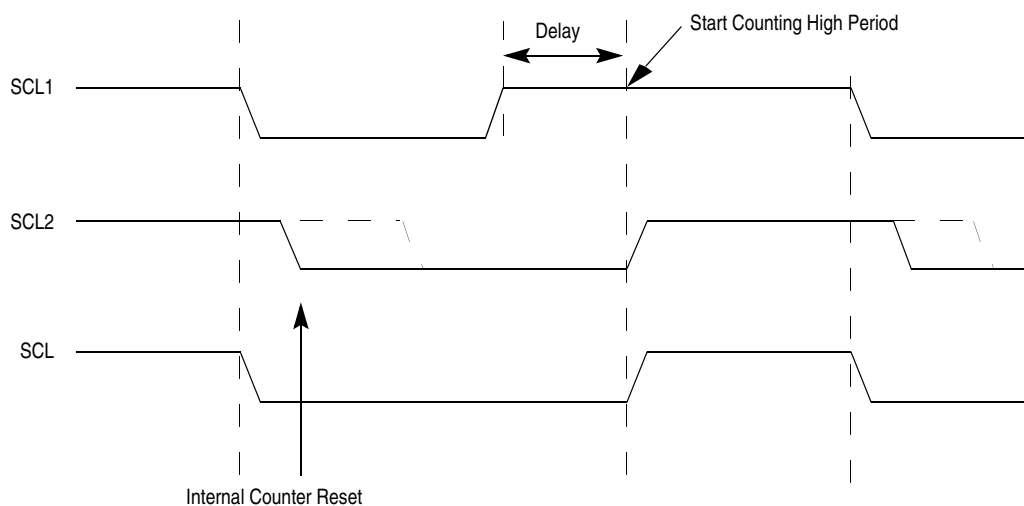 Start Counting High Period
Delay
SCL1
SCL2
SCL
Internal Counter Reset